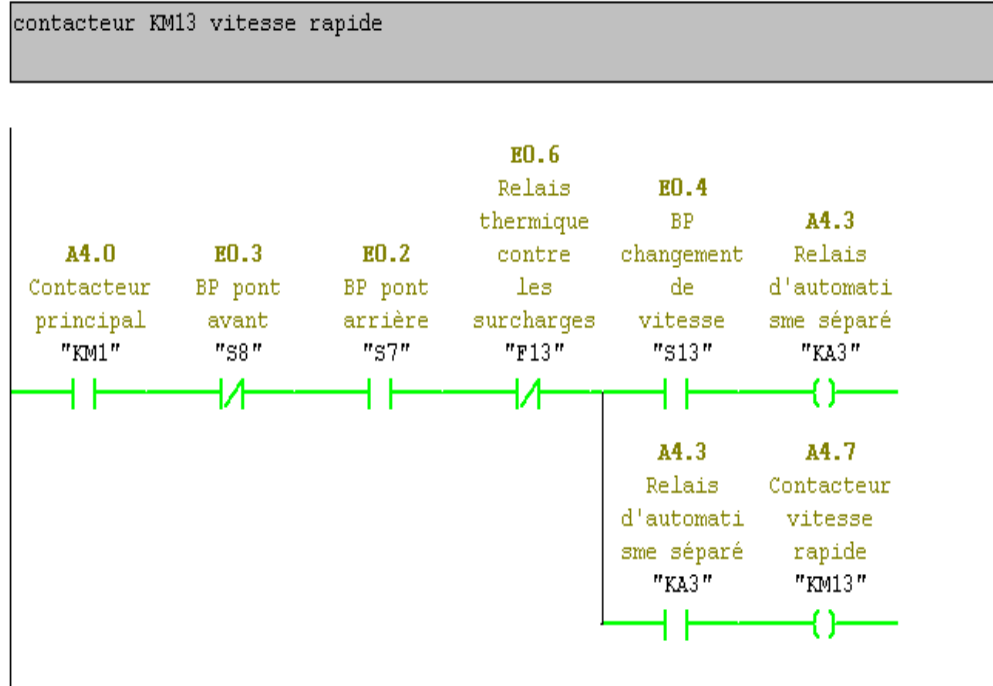 contacteur KM13 vitesse rapide
A4.0
Contacteur
principal
"KM1"
E0.3
BP pont
avant
"S8"
E0.2
BP pont
arrière
"S7"
E0.6
Relais
thermique
contre
les
surcharges
"F13"
E0.4
BP
changement
de
vitesse
"S13"
A4.3
Relais
d'automati
sme séparé
"KA3"
A4.3
Relais
d'automati
sme séparé
"KA3"
A4.7
Contacteur
vitesse
rapide
"KM13"